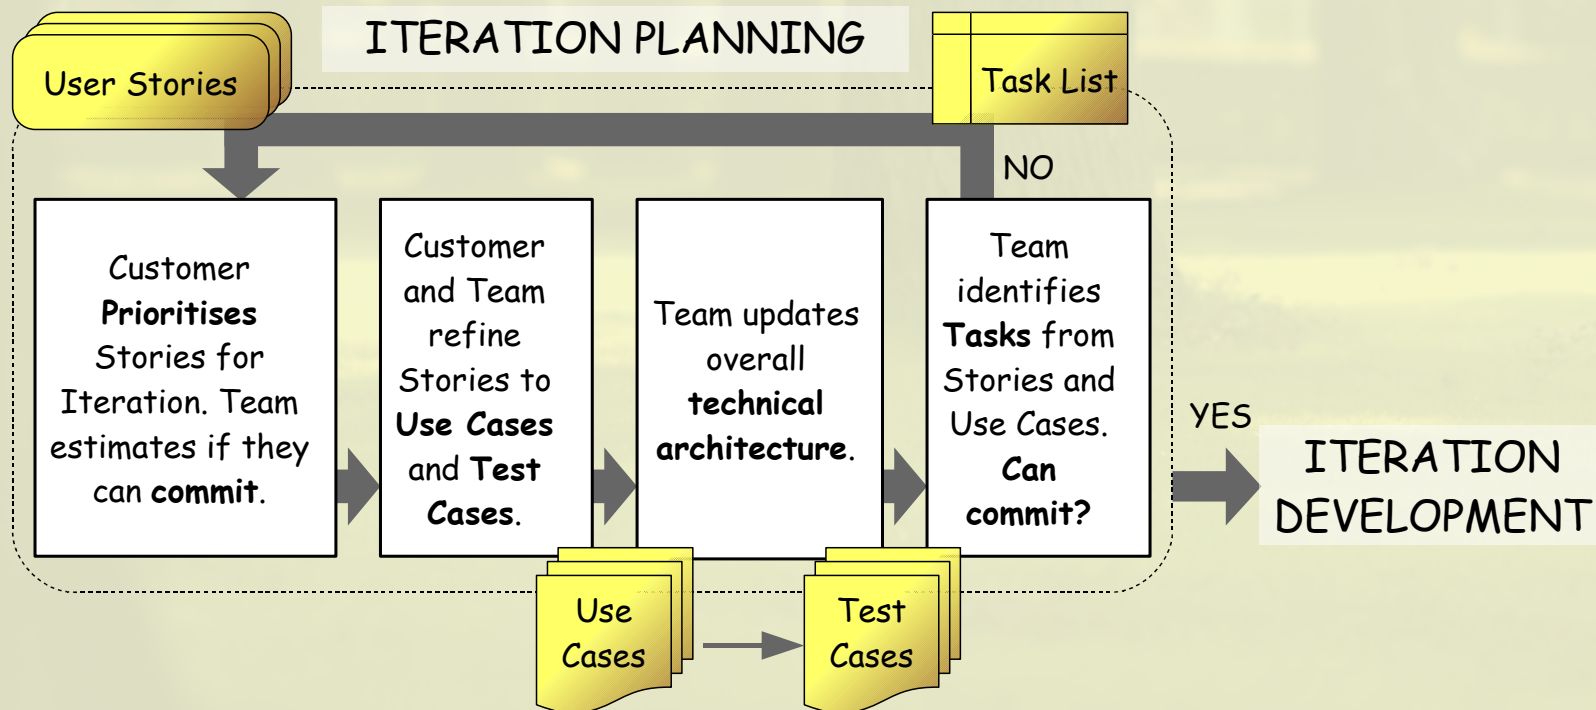 ITERATION PLANNING
User Stories
Task List
NO
Customer
Prioritises
Stories for
Iteration. Team
estimates if they
can commit.
Customer
and Team
refine
Stories to
Use Cases
and Test
Cases.
Team updates
overall
technical
architecture.
Team
identifies
Tasks from
Stories and
Use Cases.
Can
commit?
YES
ITERATION
DEVELOPMENT
Use
Cases
Test
Cases